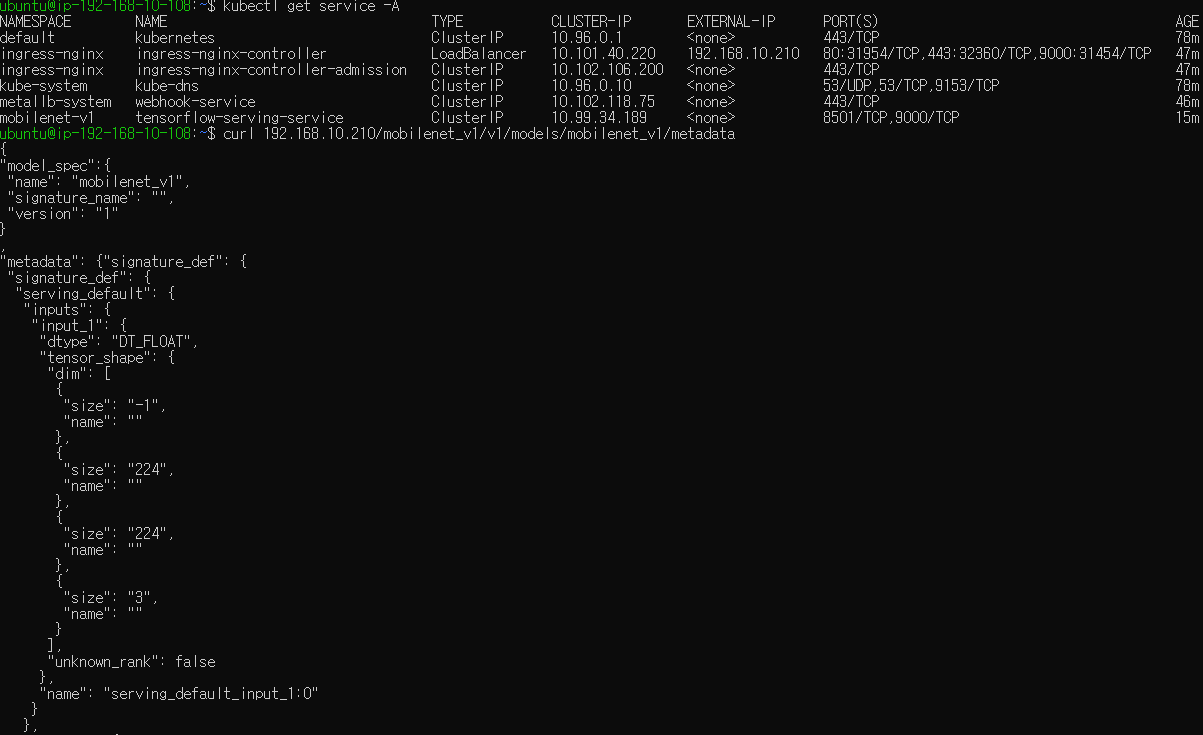 ubuntu@ip-192-168-10-108:~$ kubectl get service -A
NAMESPACE NAME TYPE CLUSTER-IP EXTERNAL-IP PORT(S) AGE
default kubernetes ClusterIP 10.96.0.1 <none> 443/TCP 78m
ingress-nginx ingress-nginx-controller LoadBalancer 10.101.40.220 192.168.10.210 80:31954/TCP,443:32360/TCP,9000:31454/TCP 47m
ingress-nginx ingress-nginx-controller-admission ClusterIP 10.102.106.200 <none> 443/TCP 47m
kube-system kube-dns ClusterIP 10.96.0.10 <none> 53/UDP,53/TCP,9153/TCP 78m
metallb-system webhook-service ClusterIP 10.102.118.75 <none> 443/TCP 46m
mobilenet-v1 tensorflow-serving-service ClusterIP 10.99.34.189 <none> 8501/TCP,9000/TCP 15m
ubuntu@ip-192-168-10-108:~$ curl 192.168.10.210/mobilenet_v1/v1/models/mobilenet_v1/metadata
{
"model_spec":{
"name": "mobilenet_v1",
"signature_name": "",
"version": "1"
}
,
"metadata": {"signature_def": {
"signature_def": {
"serving_default": {
"inputs": {
"input_1": {
"dtype": "DT_FLOAT",
"tensor_shape": {
"dim": [
{
"size": "-1",
"name": ""
},
{
"size": "224",
"name": ""
},
{
"size": "224",
"name": ""
},
{
"size": "3",
"name": ""
}
],
"unknown_rank": false
},
"name": "serving_default_input_1:0"
}
},